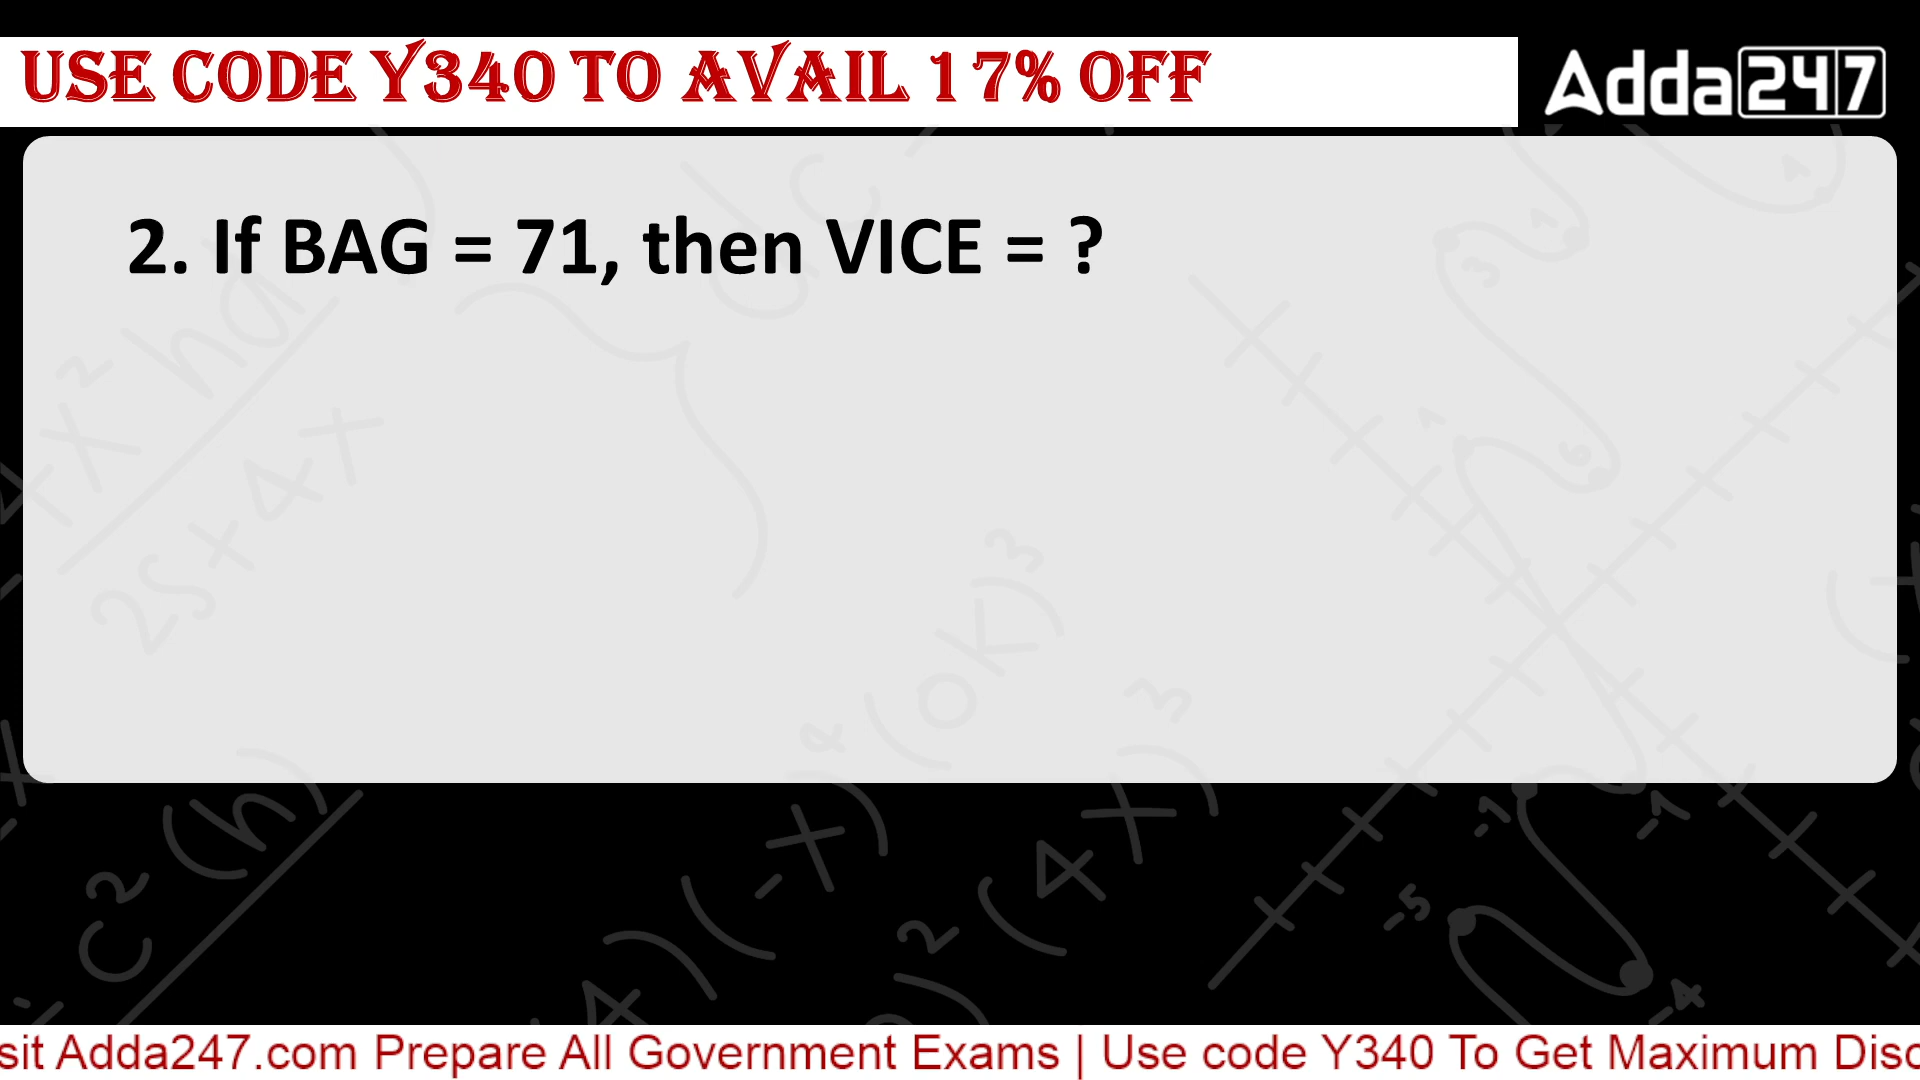 USE CODE Y340 TO AVAIL 17% OFF
Adda247
2. If BAG = 71, then VICE = ?
sit Adda247.com Prepare All Government Exams | Use code Y340 To Get Maximum Disc